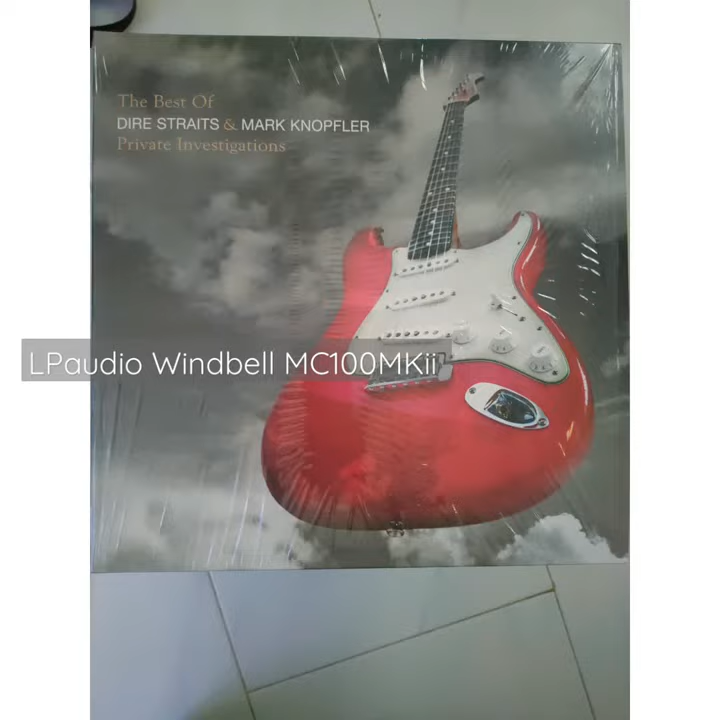 The Best Of
DIRE STRAITS & MARK KNOPFLER
Private Investigations
LPaudio Windbell MC100MKii